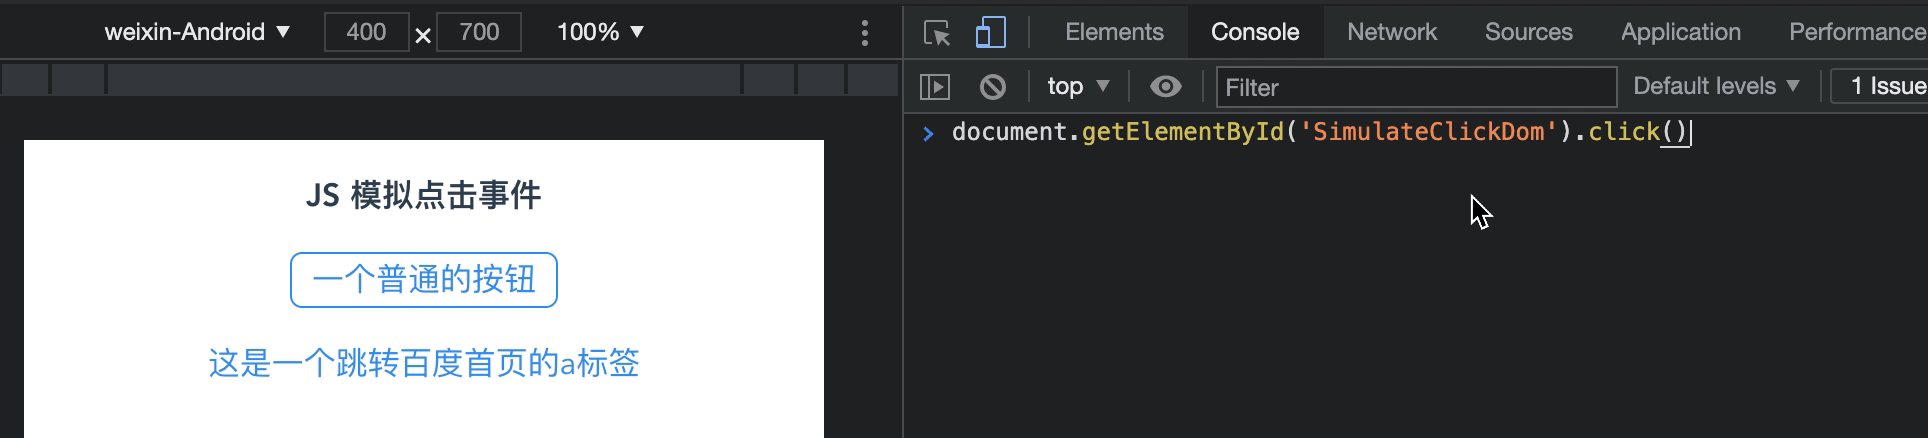 weixin-Android ▼ 400 × 700 100% ▼
Elements Console Network Sources Application Performance
top ▼ Filter Default levels ▼ 1 Issue
> document.getElementById('SimulateClickDom').click()
JS 模拟点击事件
一个普通的按钮
这是一个跳转百度首页的a标签